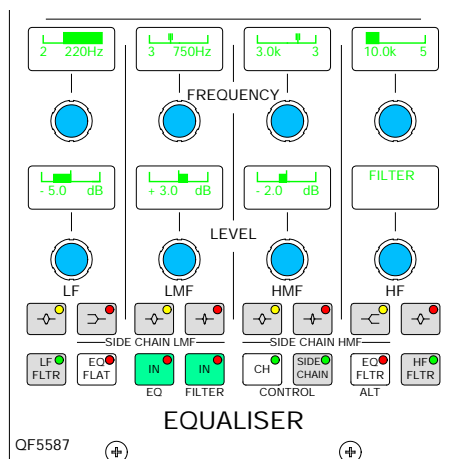 2 220Hz 3 750Hz 3.0k 3 10.0k 5
FREQUENCY
- 5.0 dB + 3.0 dB - 2.0 dB FILTER
LEVEL
LF LMF HMF HF
SIDE CHAIN LMF SIDE CHAIN HMF
LF FLTR
EQ FLAT
IN
IN
CH
SIDE CHAIN
EQ FLTR
HF FLTR
EQ FILTER CONTROL ALT
EQUALISER
QF5587